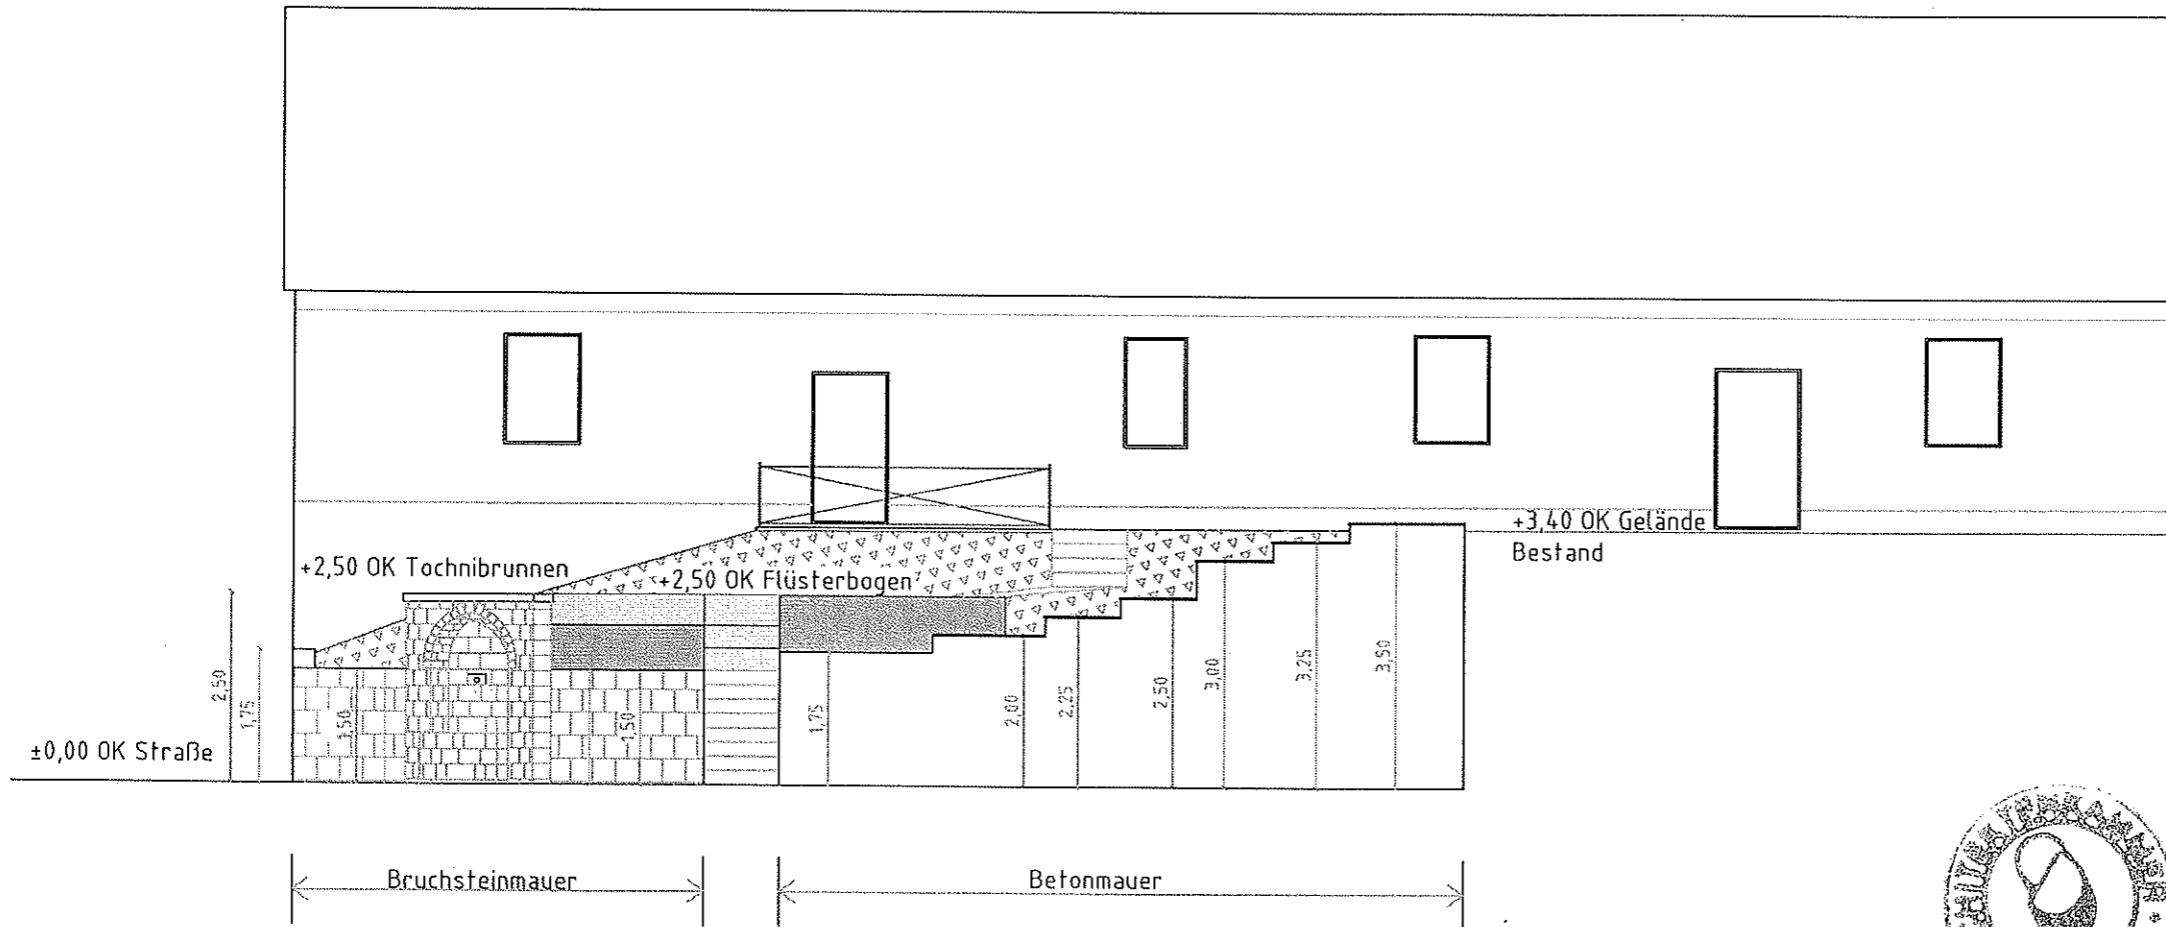 +3,40 OK Gelände
Bestand
+2,50 OK Tochnibrunnen
+2,50 OK Flüsterbogen
2,50
1,75
1,50
1,50
1,75
2,00
2,25
2,50
3,00
3,25
3,50
±0,00 OK Straße
Bruchsteinmauer
Betonmauer